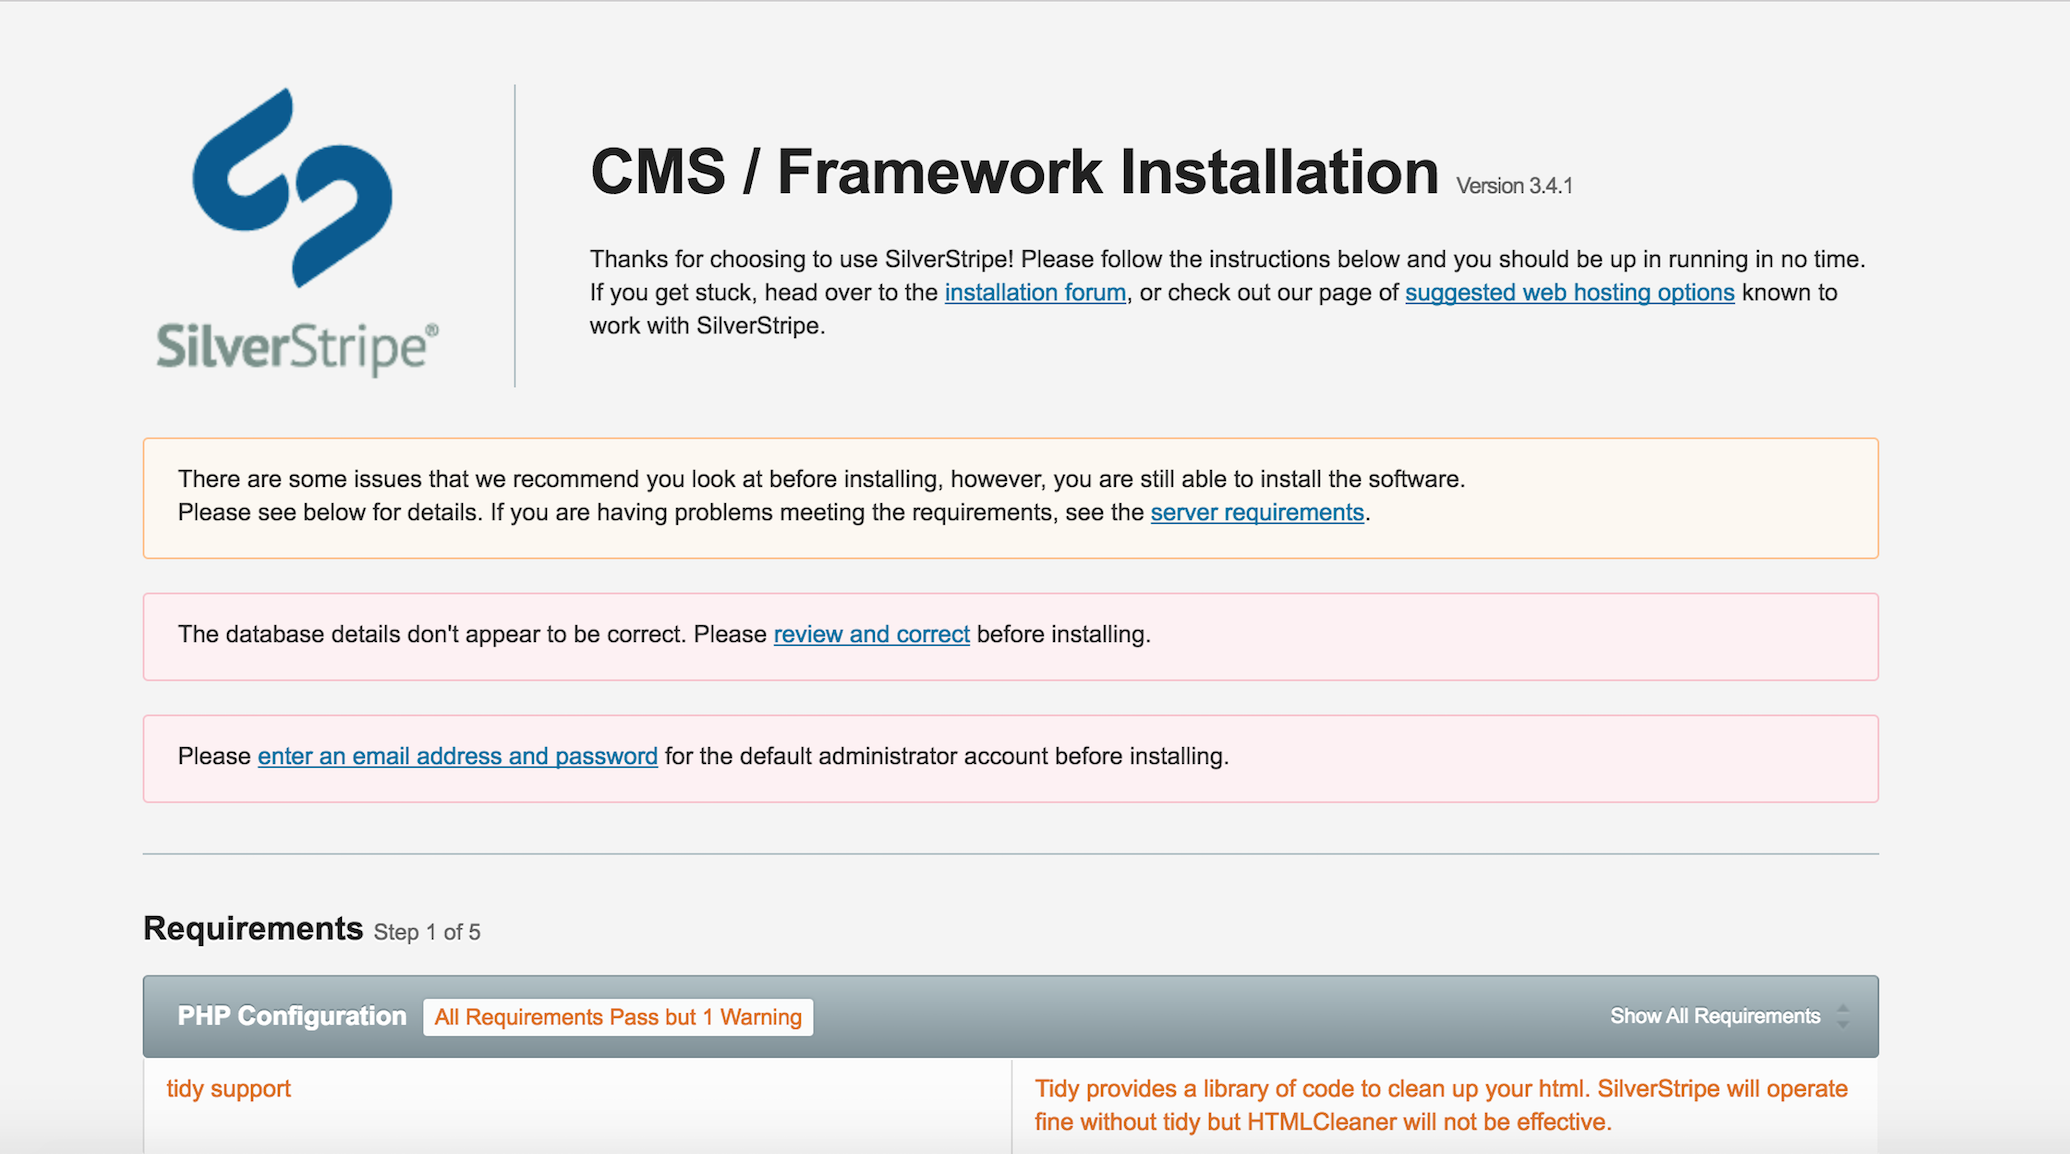 SilverStripe®
CMS / Framework Installation Version 3.4.1
Thanks for choosing to use SilverStripe! Please follow the instructions below and you should be up in running in no time.
If you get stuck, head over to the installation forum, or check out our page of suggested web hosting options known to
work with SilverStripe.
There are some issues that we recommend you look at before installing, however, you are still able to install the software.
Please see below for details. If you are having problems meeting the requirements, see the server requirements.
The database details don't appear to be correct. Please review and correct before installing.
Please enter an email address and password for the default administrator account before installing.
Requirements Step 1 of 5
PHP Configuration All Requirements Pass but 1 Warning Show All Requirements
tidy support
Tidy provides a library of code to clean up your html. SilverStripe will operate
fine without tidy but HTMLCleaner will not be effective.